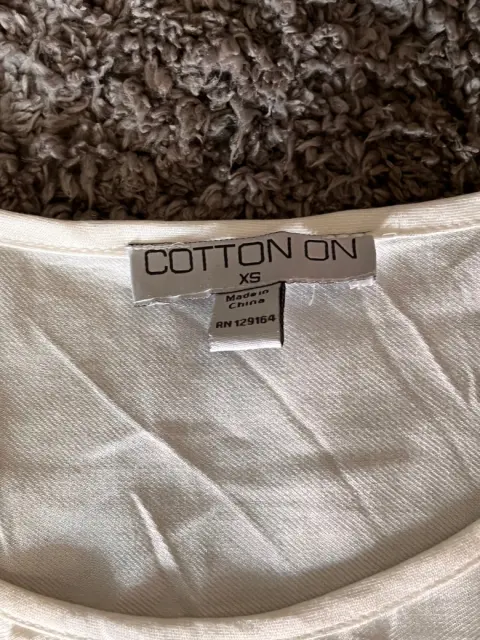 COTTON ON
XS
Made in
China
RN 129164